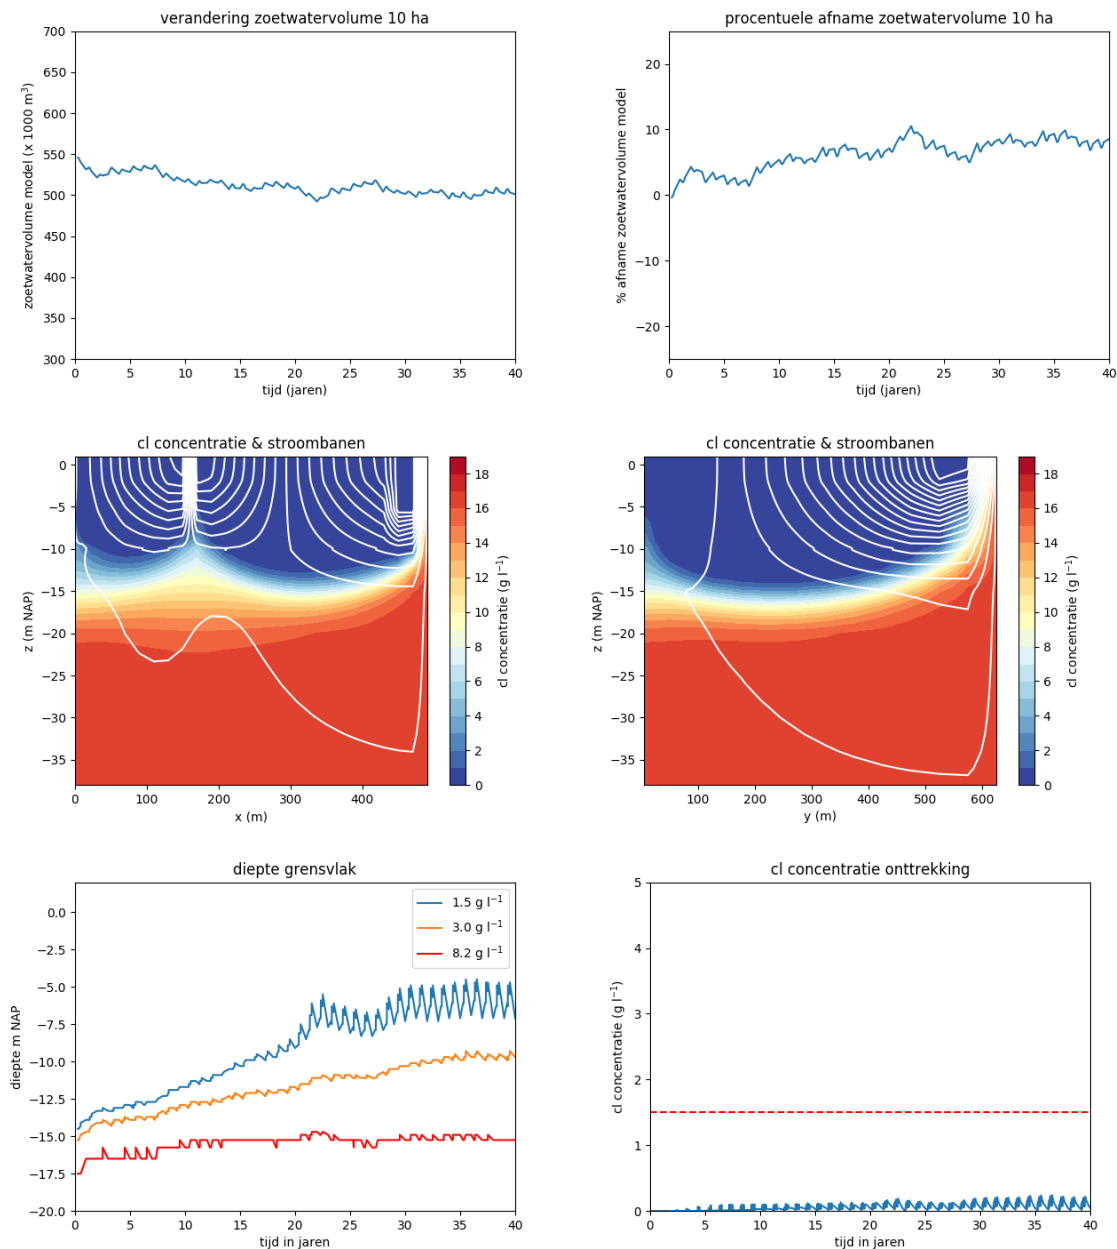 verandering zoetwatervolume 10 ha
zoetwatervolume model (x 1000 m³)
700
650
600
550
500
450
400
350
300
0 5 10 15 20 25 30 35 40
tijd (jaren)
procentuele afname zoetwatervolume 10 ha
% afname zoetwatervolume model
20
10
0
−10
−20
0 5 10 15 20 25 30 35 40
tijd (jaren)
cl concentratie & stroombanen
z (m NAP)
0
−5
−10
−15
−20
−25
−30
−35
0 100 200 300 400
x (m)
18
16
14
12
10
8
6
4
2
0
cl concentratie (g l⁻¹)
cl concentratie & stroombanen
z (m NAP)
0
−5
−10
−15
−20
−25
−30
−35
100 200 300 400 500 600
y (m)
18
16
14
12
10
8
6
4
2
0
cl concentratie (g l⁻¹)
diepte grensvlak
diepte m NAP
0.0
−2.5
−5.0
−7.5
−10.0
−12.5
−15.0
−17.5
−20.0
1.5 g l⁻¹
3.0 g l⁻¹
8.2 g l⁻¹
0 5 10 15 20 25 30 35 40
tijd in jaren
cl concentratie onttrekking
cl concentratie (g l⁻¹)
5
4
3
2
1
0
0 5 10 15 20 25 30 35 40
tijd in jaren